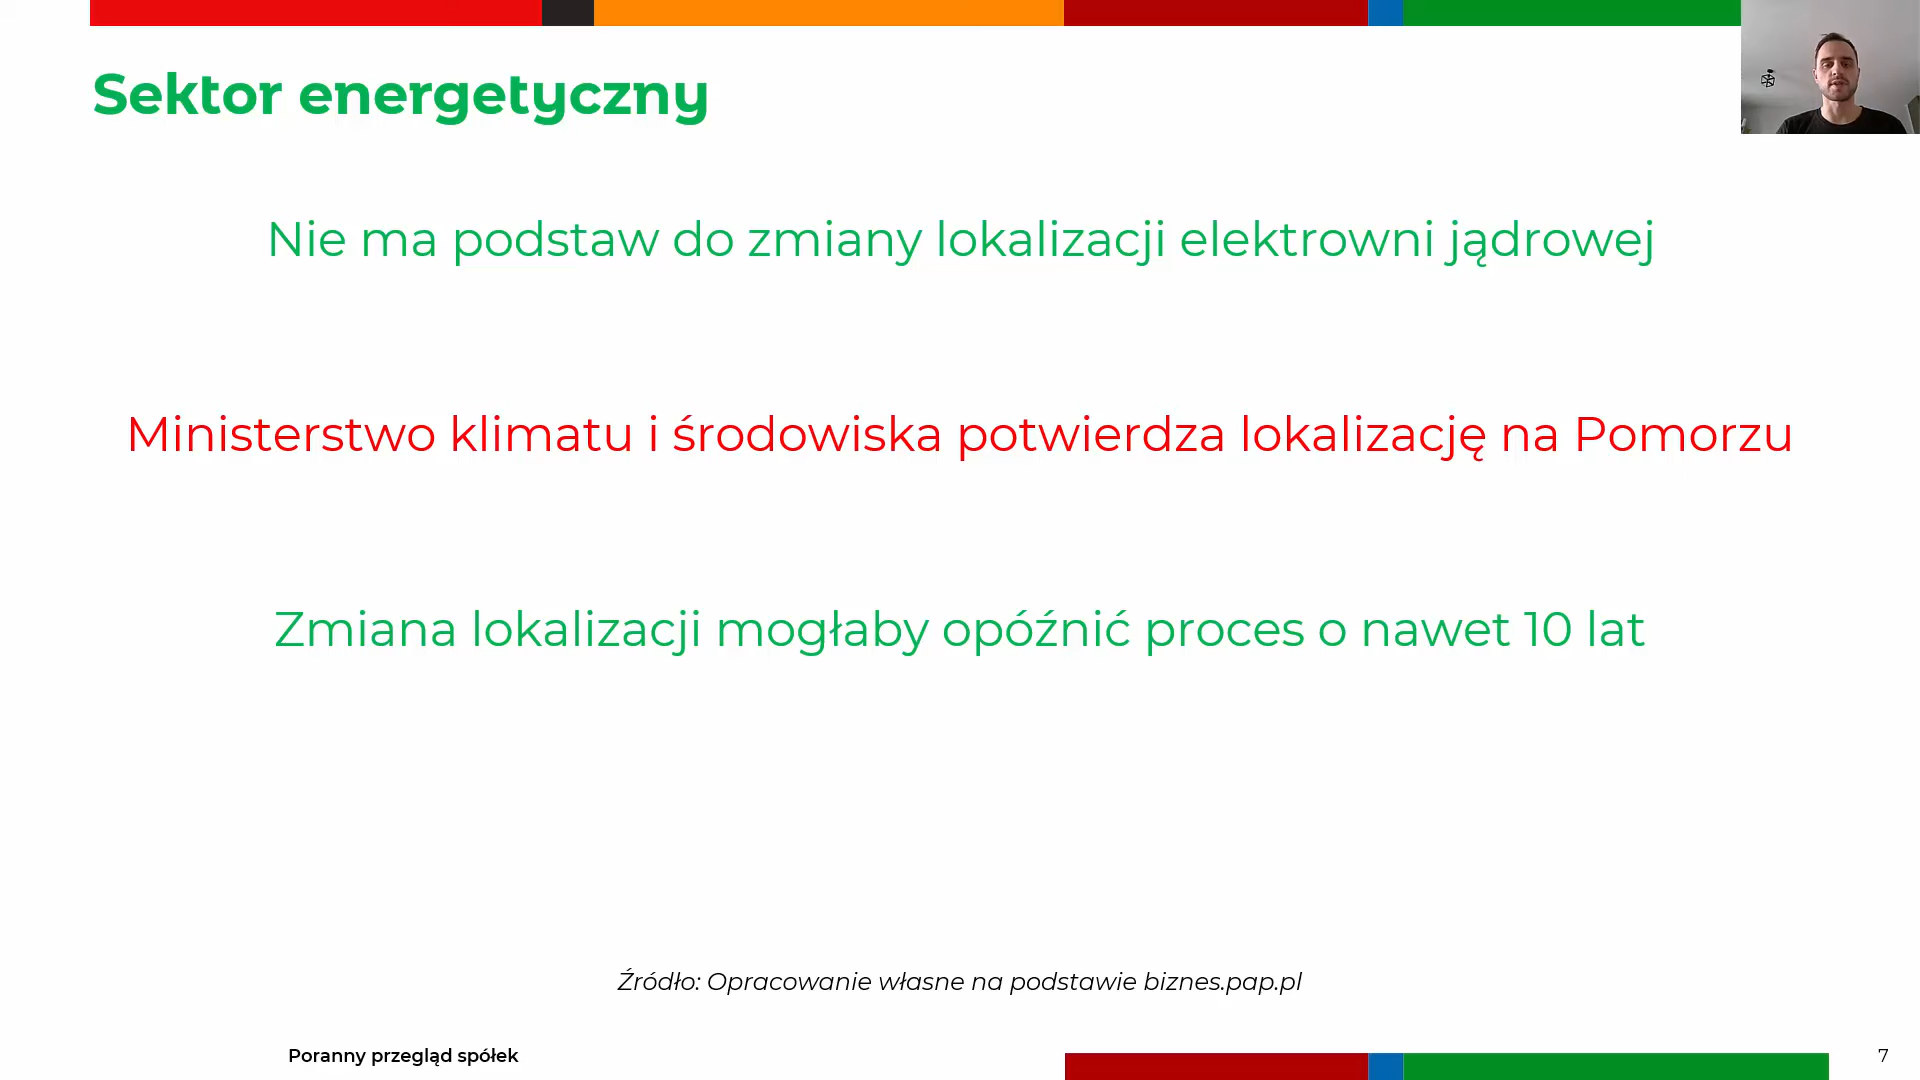 Sektor energetyczny
Nie ma podstaw do zmiany lokalizacji elektrowni jądrowej
Ministerstwo klimatu i środowiska potwierdza lokalizację na Pomorzu
Zmiana lokalizacji mogłaby opóźnić proces o nawet 10 lat
Źródło: Opracowanie własne na podstawie biznes.pap.pl
Poranny przegląd spółek
7